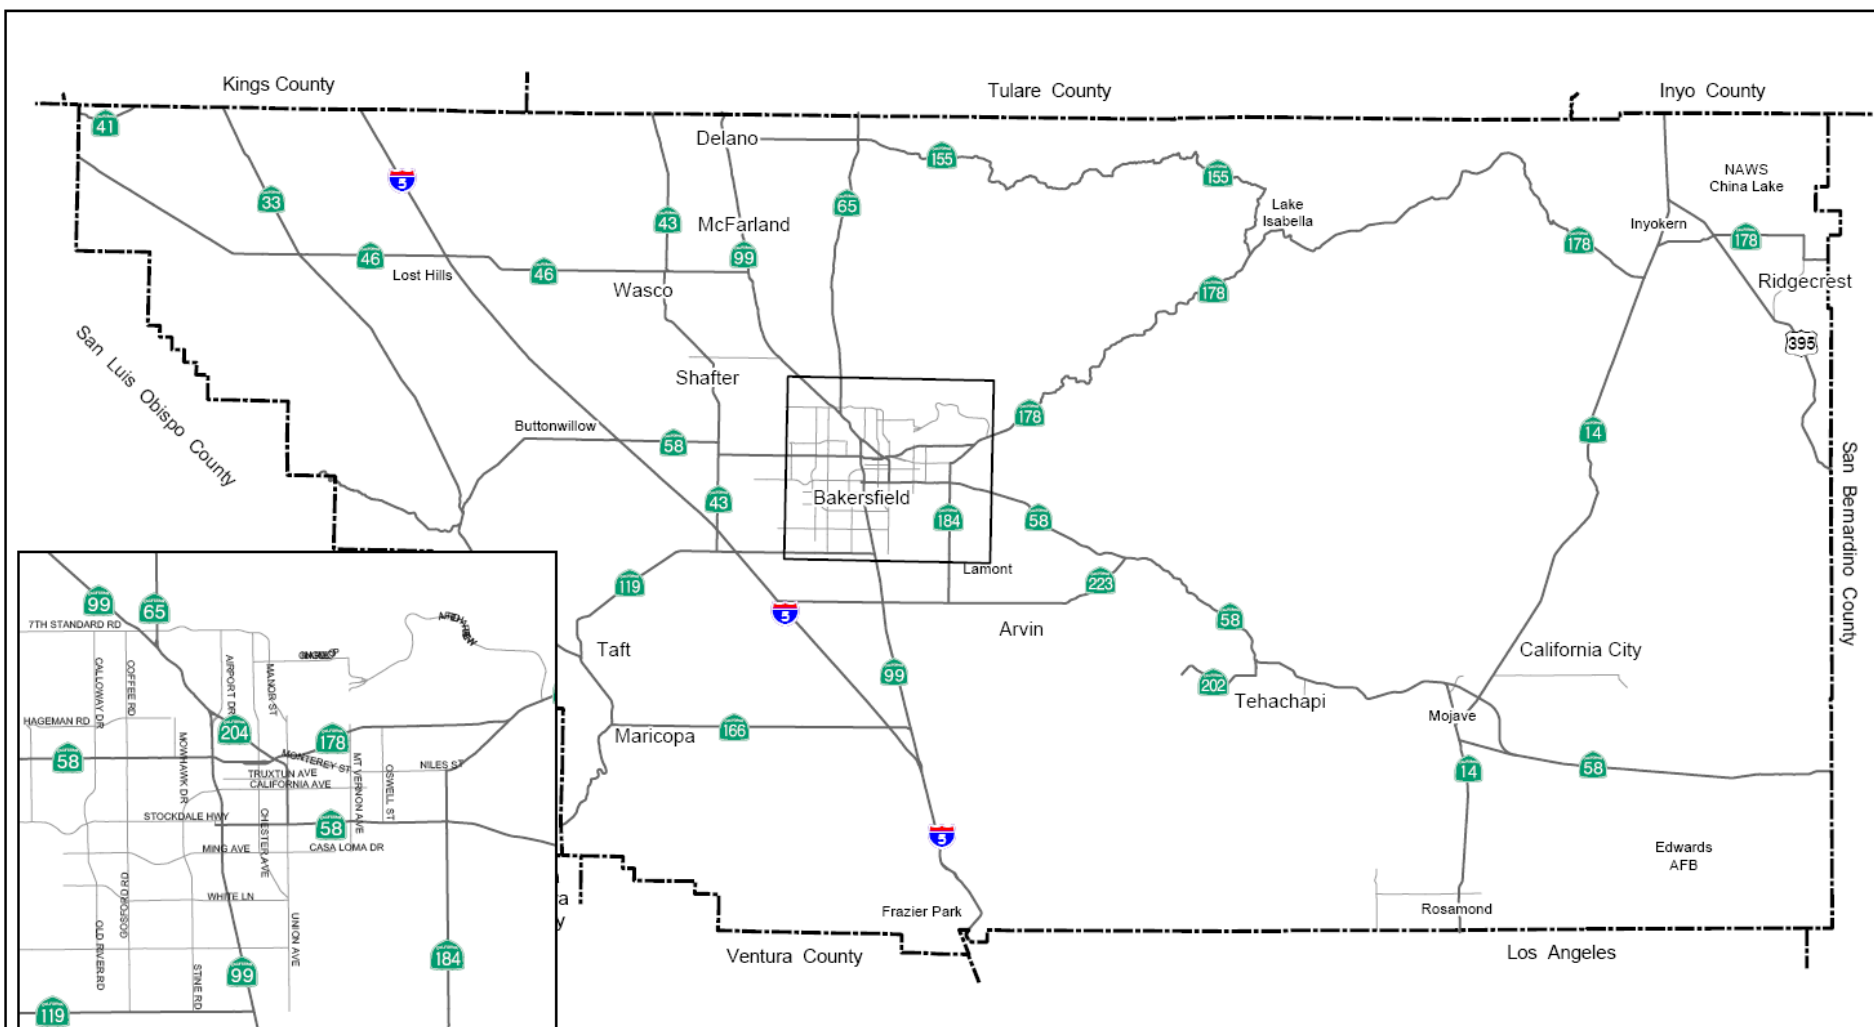 Kings County
Tulare County
Inyo County
41
Delano
155
155
NAWS
China Lake
5
33
65
Lake
Isabella
43
McFarland
Inyokern
178
178
46
99
Lost Hills
46
Wasco
178
Ridgecrest
San Luis Obispo County
395
Shafter
178
Buttonwillow
58
14
San Bernardino County
Bakersfield
43
184
58
Lamont
119
223
5
58
Arvin
Taft
California City
99
202
Tehachapi
Mojave
Maricopa
166
14
58
5
Edwards
AFB
Frazier Park
Rosamond
a
y
Ventura County
Los Angeles
99
65
7TH STANDARD RD
CALLOWAY DR
COFFEE RD
AIRPORT DR
MANOR ST
HAGEMAN RD
204
178
58
MOWHAWK DR
MONTEREY ST
NILES ST
TRUXTUN AVE
CALIFORNIA AVE
MT VERNON AVE
OSWELL ST
STOCKDALE HWY
CHESTER AVE
58
MING AVE
CASA LOMA DR
WHITE LN
GOSFORD RD
OLD RIVER RD
UNION AVE
STINE RD
184
99
119